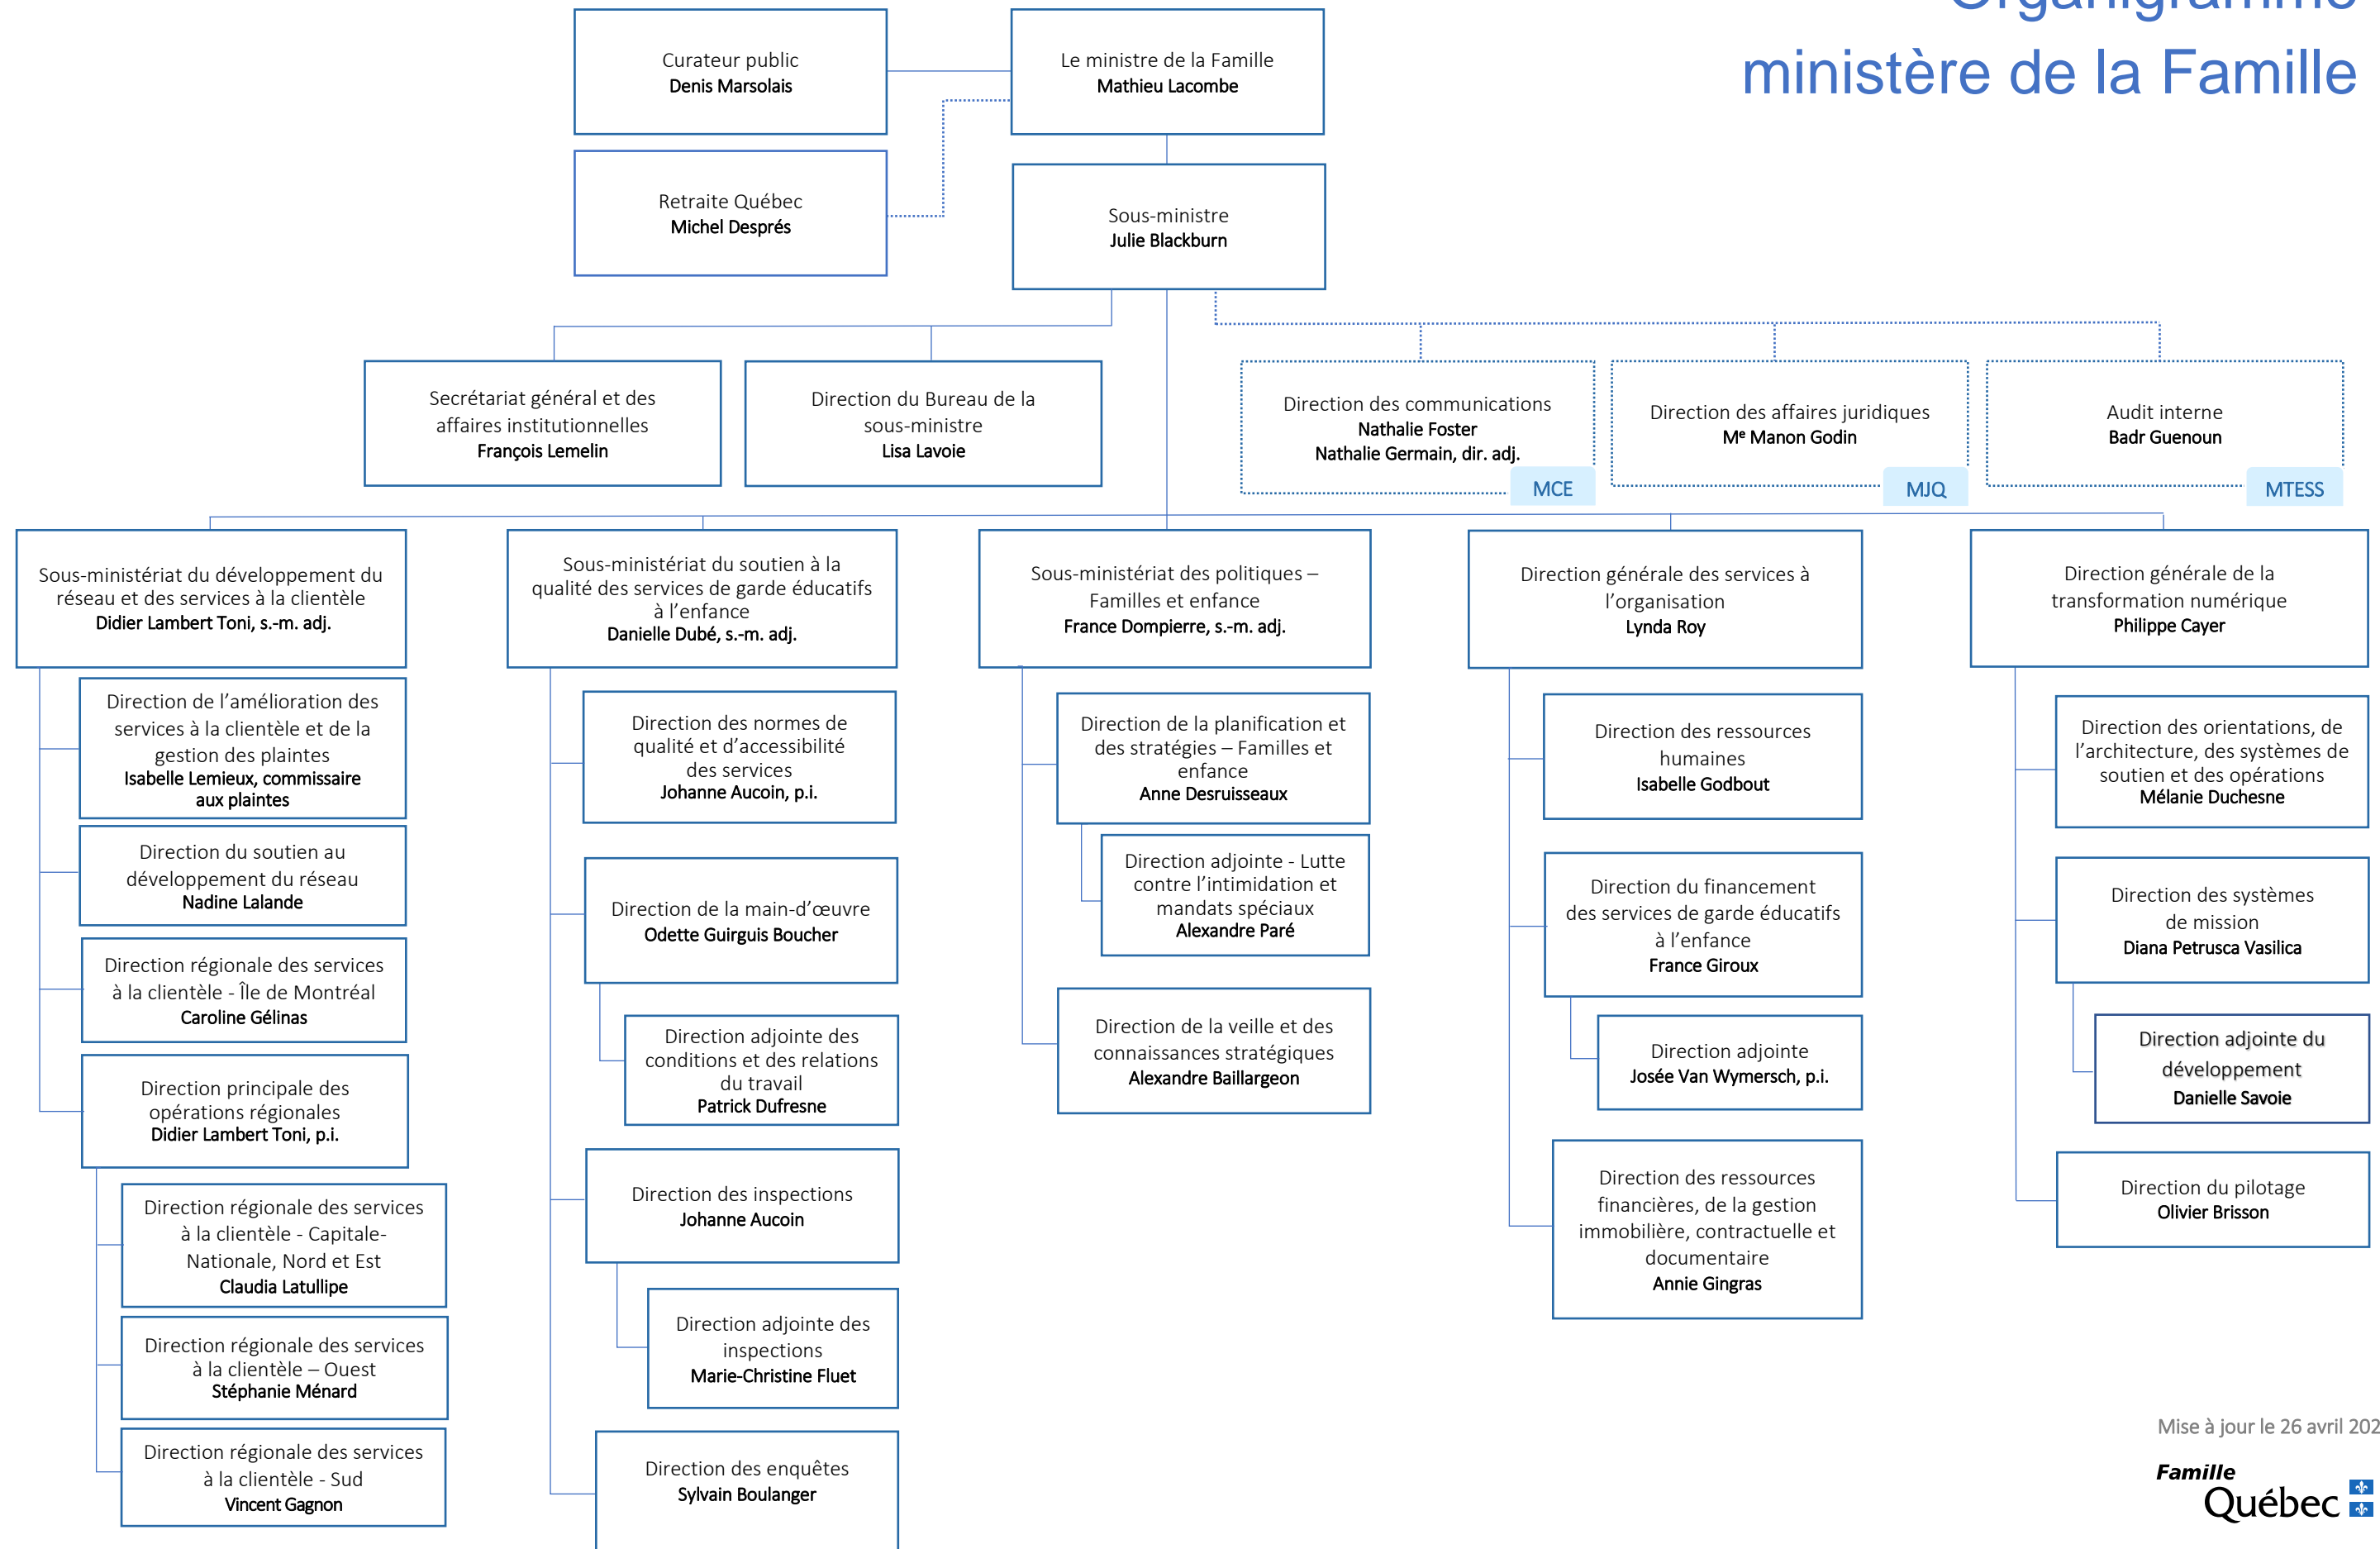 Organigramme
ministère de la Famille
Curateur public
Denis Marsolais
Le ministre de la Famille
Mathieu Lacombe
Retraite Québec
Michel Després
Sous-ministre
Julie Blackburn
Secrétariat général et des
affaires institutionnelles
François Lemelin
Direction du Bureau de la
sous-ministre
Lisa Lavoie
Direction des communications
Nathalie Foster
Nathalie Germain, dir. adj.
MCE
Direction des affaires juridiques
Mᵉ Manon Godin
MJQ
Audit interne
Badr Guenoun
MTESS
Sous-ministériat du développement du
réseau et des services à la clientèle
Didier Lambert Toni, s.-m. adj.
Direction de l’amélioration des
services à la clientèle et de la
gestion des plaintes
Isabelle Lemieux, commissaire
aux plaintes
Direction du soutien au
développement du réseau
Nadine Lalande
Direction régionale des services
à la clientèle - Île de Montréal
Caroline Gélinas
Direction principale des
opérations régionales
Didier Lambert Toni, p.i.
Direction régionale des services
à la clientèle - Capitale-
Nationale, Nord et Est
Claudia Latullipe
Direction régionale des services
à la clientèle – Ouest
Stéphanie Ménard
Direction régionale des services
à la clientèle - Sud
Vincent Gagnon
Sous-ministériat du soutien à la
qualité des services de garde éducatifs
à l’enfance
Danielle Dubé, s.-m. adj.
Direction des normes de
qualité et d’accessibilité
des services
Johanne Aucoin, p.i.
Direction de la main-d’œuvre
Odette Guirguis Boucher
Direction adjointe des
conditions et des relations
du travail
Patrick Dufresne
Direction des inspections
Johanne Aucoin
Direction adjointe des
inspections
Marie-Christine Fluet
Direction des enquêtes
Sylvain Boulanger
Sous-ministériat des politiques –
Familles et enfance
France Dompierre, s.-m. adj.
Direction de la planification et
des stratégies – Familles et
enfance
Anne Desruisseaux
Direction adjointe - Lutte
contre l’intimidation et
mandats spéciaux
Alexandre Paré
Direction de la veille et des
connaissances stratégiques
Alexandre Baillargeon
Direction générale des services à
l’organisation
Lynda Roy
Direction des ressources
humaines
Isabelle Godbout
Direction du financement
des services de garde éducatifs
à l’enfance
France Giroux
Direction adjointe
Josée Van Wymersch, p.i.
Direction des ressources
financières, de la gestion
immobilière, contractuelle et
documentaire
Annie Gingras
Direction générale de la
transformation numérique
Philippe Cayer
Direction des orientations, de
l’architecture, des systèmes de
soutien et des opérations
Mélanie Duchesne
Direction des systèmes
de mission
Diana Petrusca Vasilica
Direction adjointe du
développement
Danielle Savoie
Direction du pilotage
Olivier Brisson
Mise à jour le 26 avril 202
Famille
Québec